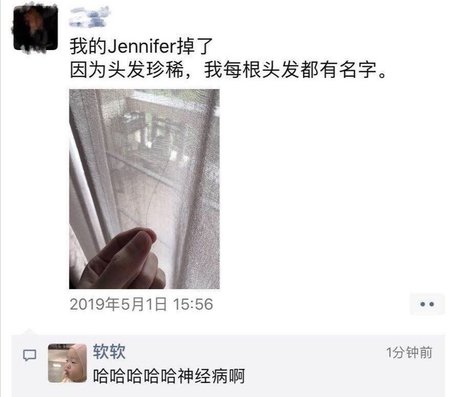 我的Jennifer掉了
因为头发珍稀，我每根头发都有名字。
2019年5月1日 15:56
软软
1分钟前
哈哈哈哈哈神经病啊